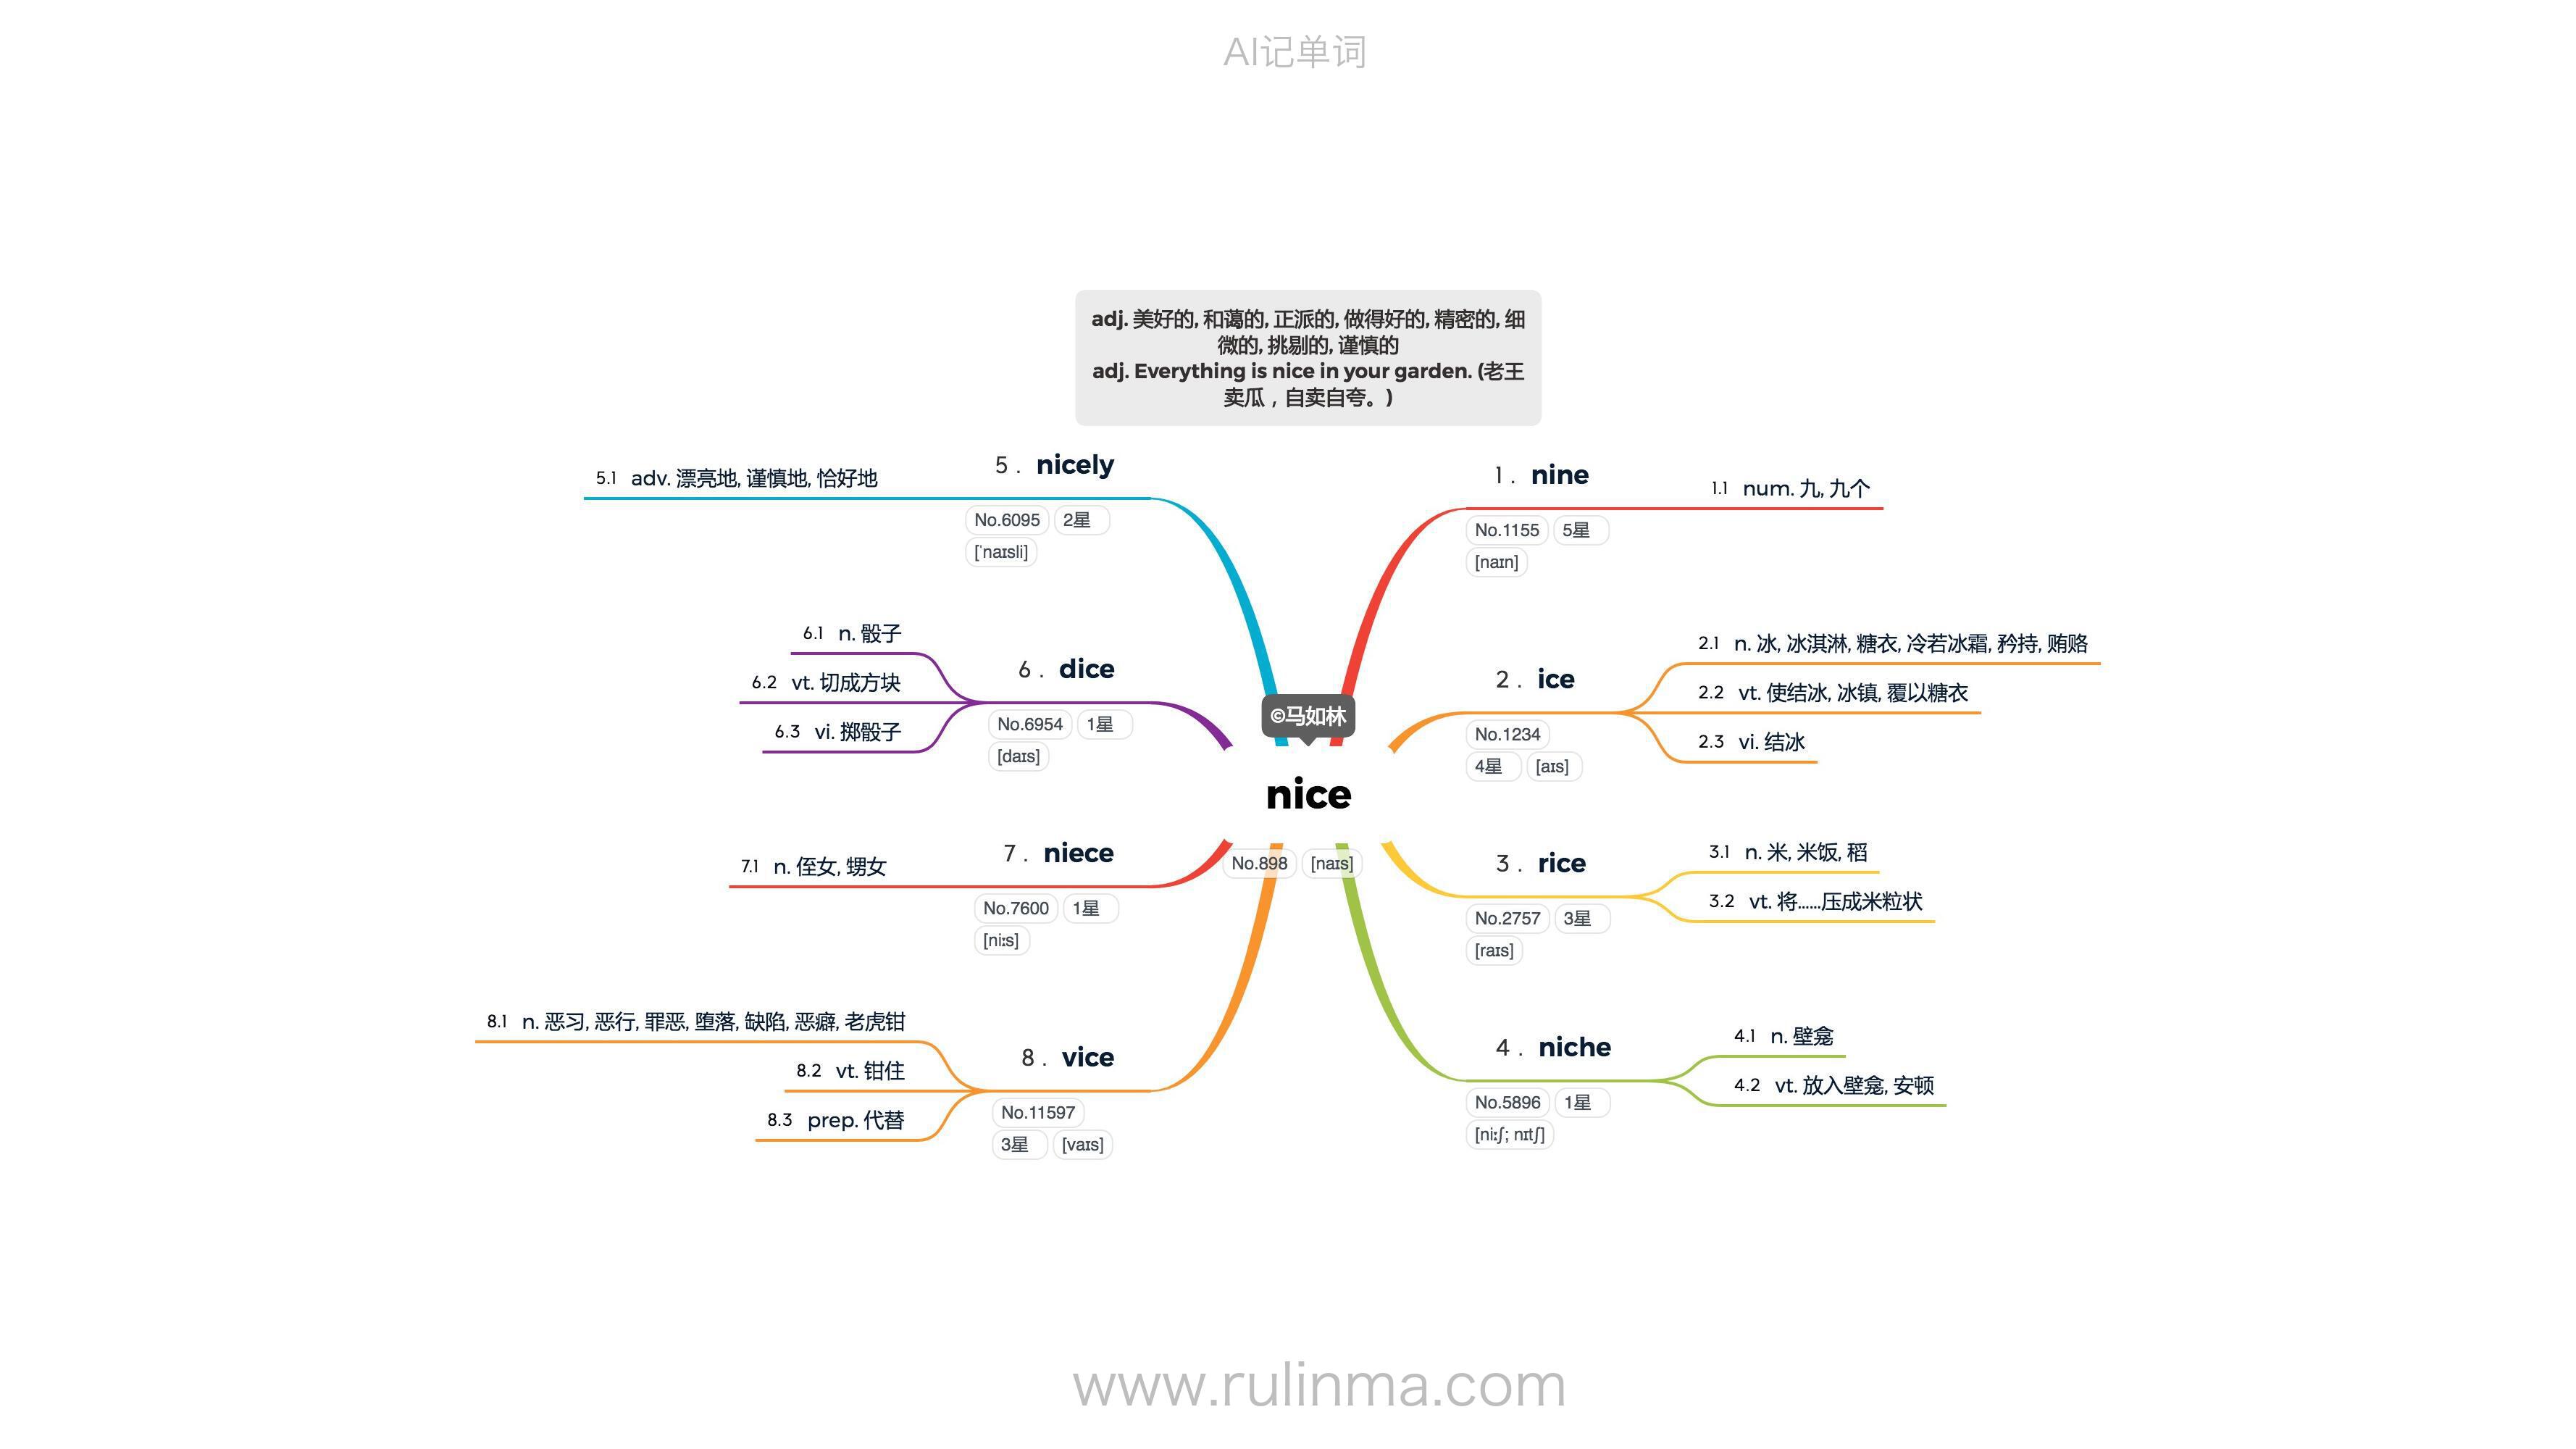 AI记单词
adj. 美好的, 和蔼的, 正派的, 做得好的, 精密的, 细
微的, 挑剔的, 谨慎的
adj. Everything is nice in your garden. (老王
卖瓜，自卖自夸。)
©马如林
nice
No.898 [naɪs]
1. nine
No.1155 5星
[naɪn]
1.1 num. 九, 九个
2. ice
No.1234
4星 [aɪs]
2.1 n. 冰, 冰淇淋, 糖衣, 冷若冰霜, 矜持, 贿赂
2.2 vt. 使结冰, 冰镇, 覆以糖衣
2.3 vi. 结冰
3. rice
No.2757 3星
[raɪs]
3.1 n. 米, 米饭, 稻
3.2 vt. 将......压成米粒状
4. niche
No.5896 1星
[niːʃ; nɪtʃ]
4.1 n. 壁龛
4.2 vt. 放入壁龛, 安顿
5. nicely
No.6095 2星
[ˈnaɪsli]
5.1 adv. 漂亮地, 谨慎地, 恰好地
6. dice
No.6954 1星
[daɪs]
6.1 n. 骰子
6.2 vt. 切成方块
6.3 vi. 掷骰子
7. niece
No.7600 1星
[niːs]
7.1 n. 侄女, 甥女
8. vice
No.11597
3星 [vaɪs]
8.1 n. 恶习, 恶行, 罪恶, 堕落, 缺陷, 恶癖, 老虎钳
8.2 vt. 钳住
8.3 prep. 代替
www.rulinma.com